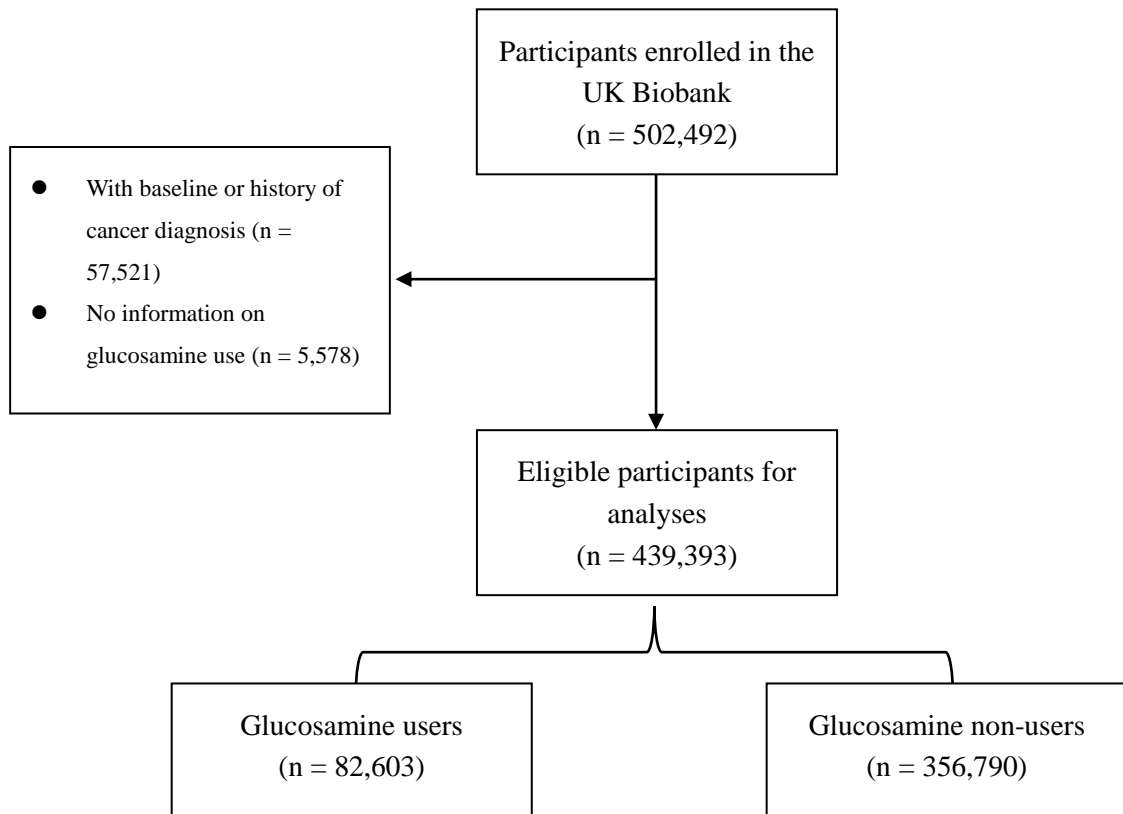 Participants enrolled in the
UK Biobank
(n = 502,492)
● With baseline or history of
cancer diagnosis (n =
57,521)
● No information on
glucosamine use (n = 5,578)
Eligible participants for
analyses
(n = 439,393)
Glucosamine users
(n = 82,603)
Glucosamine non-users
(n = 356,790)